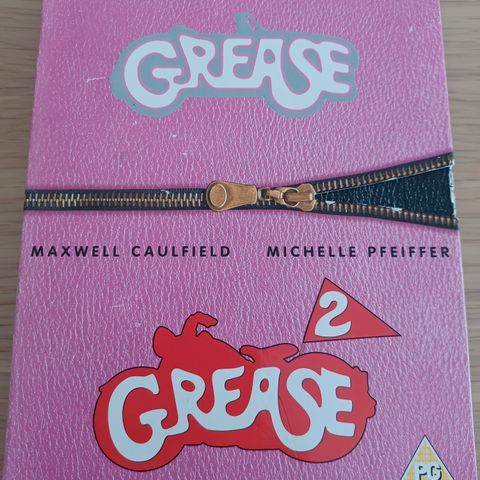 GREASE
MAXWELL CAULFIELD MICHELLE PFEIFFER
2
GREASE
PG